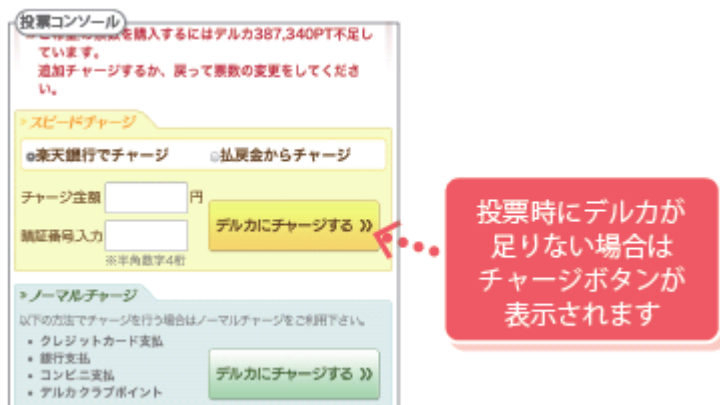 投票コンソール
ご希望の票数を購入するにはデルカ387,340PT不足し
ています。
追加チャージするか、戻って票数の変更をしてくださ
い。
スピードチャージ
楽天銀行でチャージ 払戻金からチャージ
チャージ金額 円
暗証番号入力
※半角数字4桁
デルカにチャージする
ノーマルチャージ
以下の方法でチャージを行う場合はノーマルチャージをご利用下さい。
・クレジットカード支払
・銀行支払
・コンビニ支払
・デルカクラブポイント
デルカにチャージする
投票時にデルカが
足りない場合は
チャージボタンが
表示されます